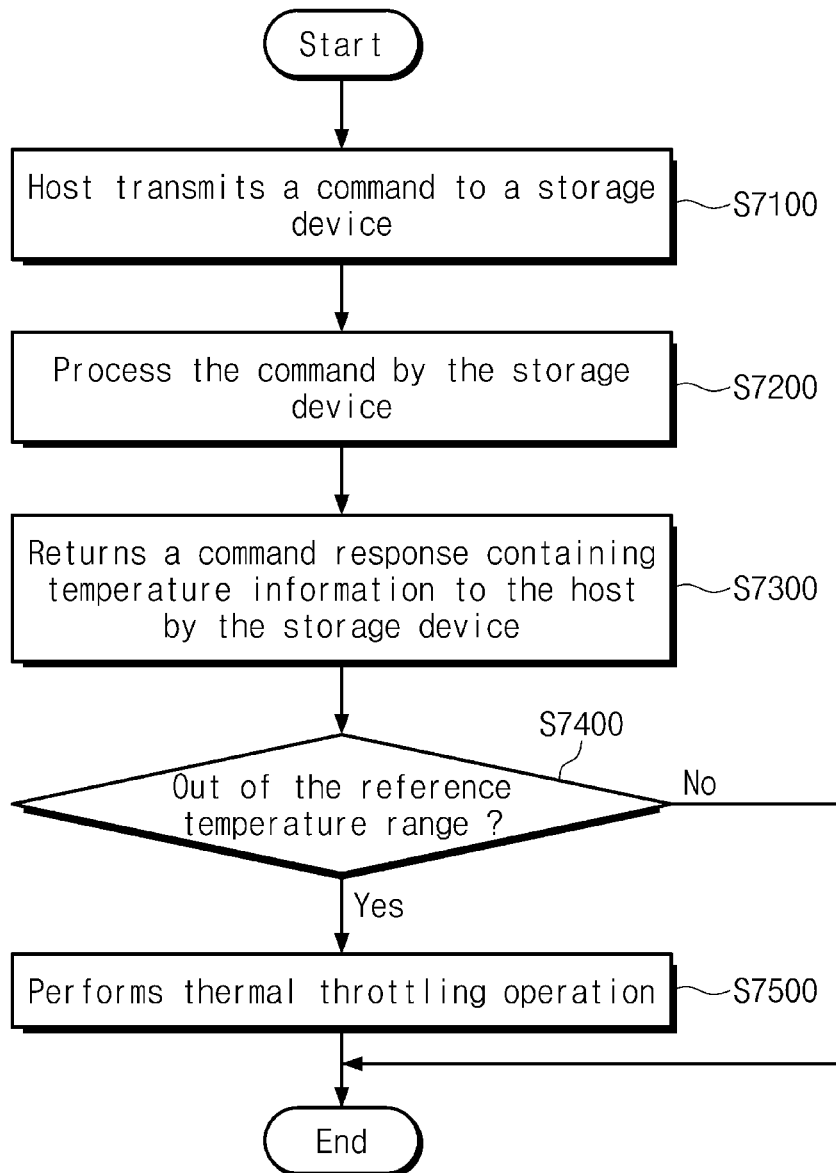 Start
Host transmits a command to a storage
device
S7100
Process the command by the storage
device
S7200
Returns a command response containing
temperature information to the host
by the storage device
S7300
S7400
Out of the reference
temperature range ?
No
Yes
Performs thermal throttling operation
S7500
End